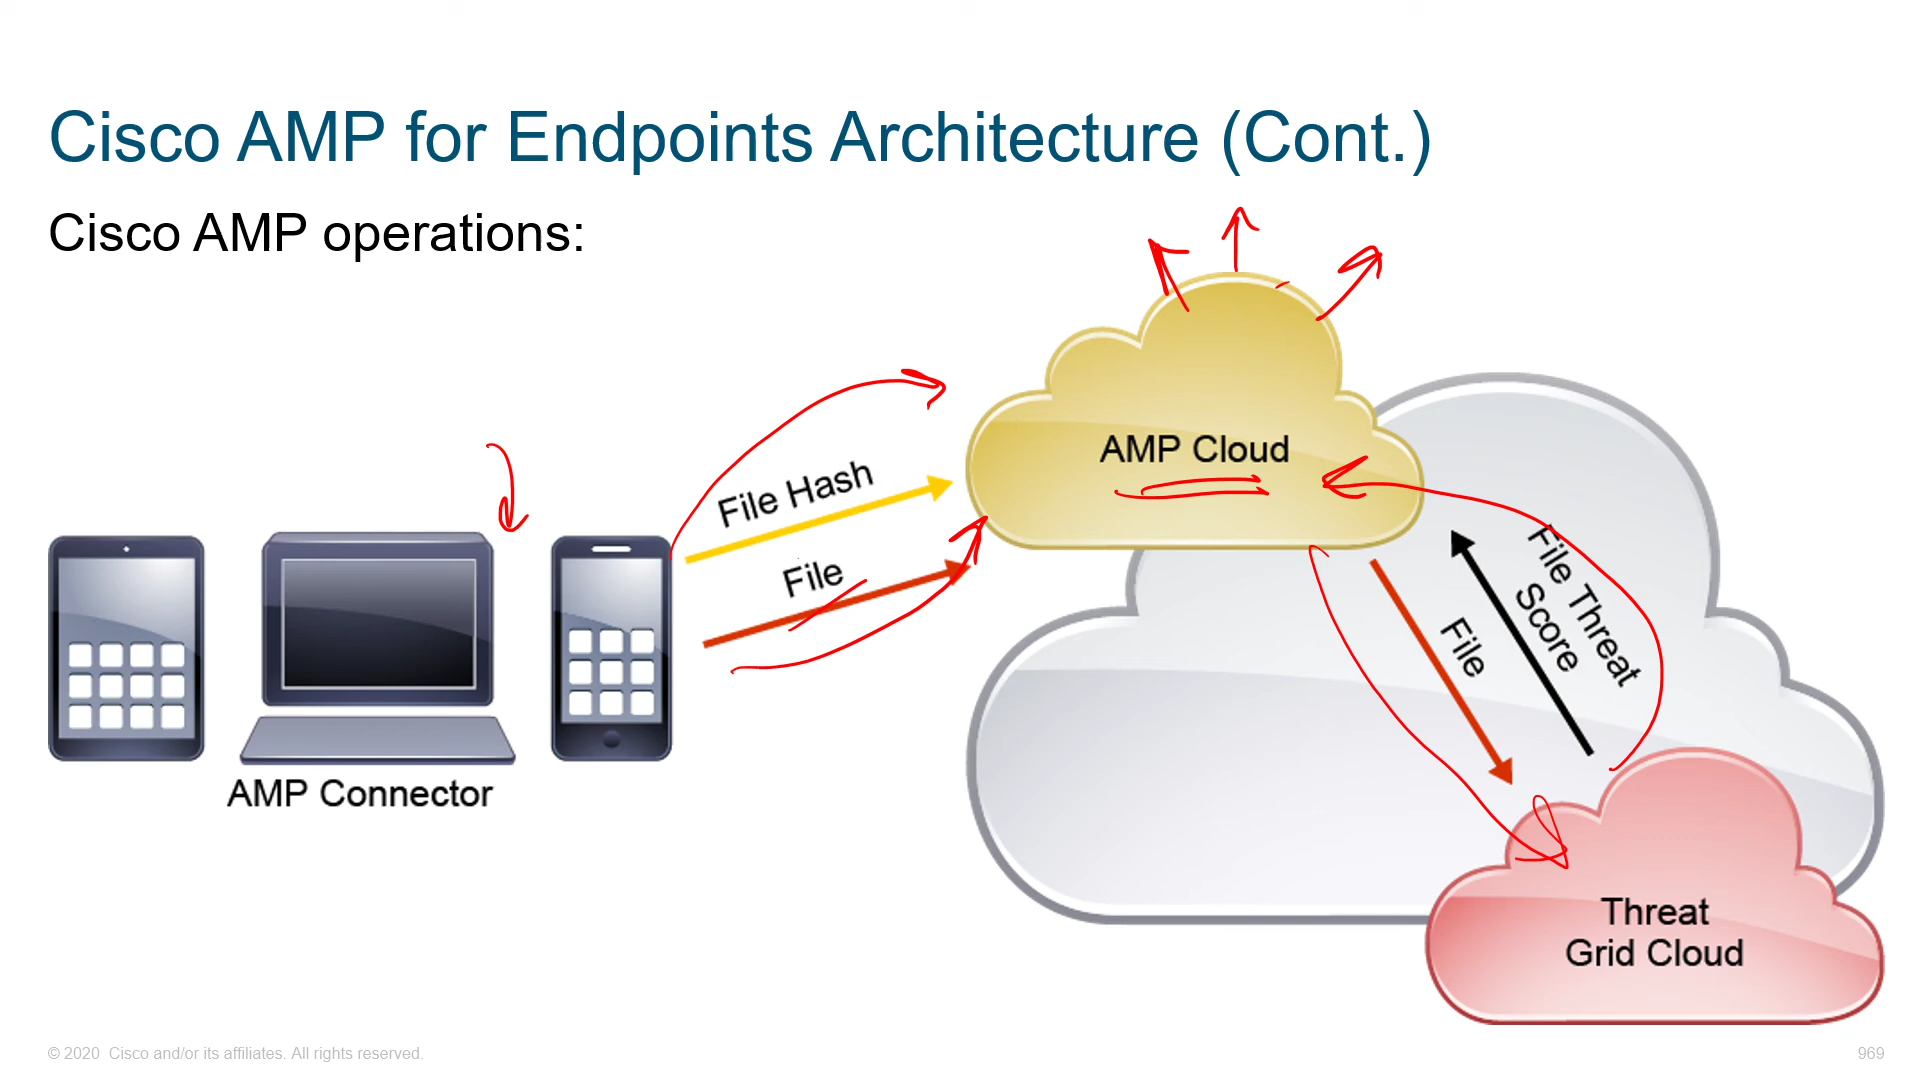 Cisco AMP for Endpoints Architecture (Cont.)
Cisco AMP operations:
AMP Cloud
File Hash
File
File Threat
Score
File
AMP Connector
Threat
Grid Cloud
© 2020 Cisco and/or its affiliates. All rights reserved.
969